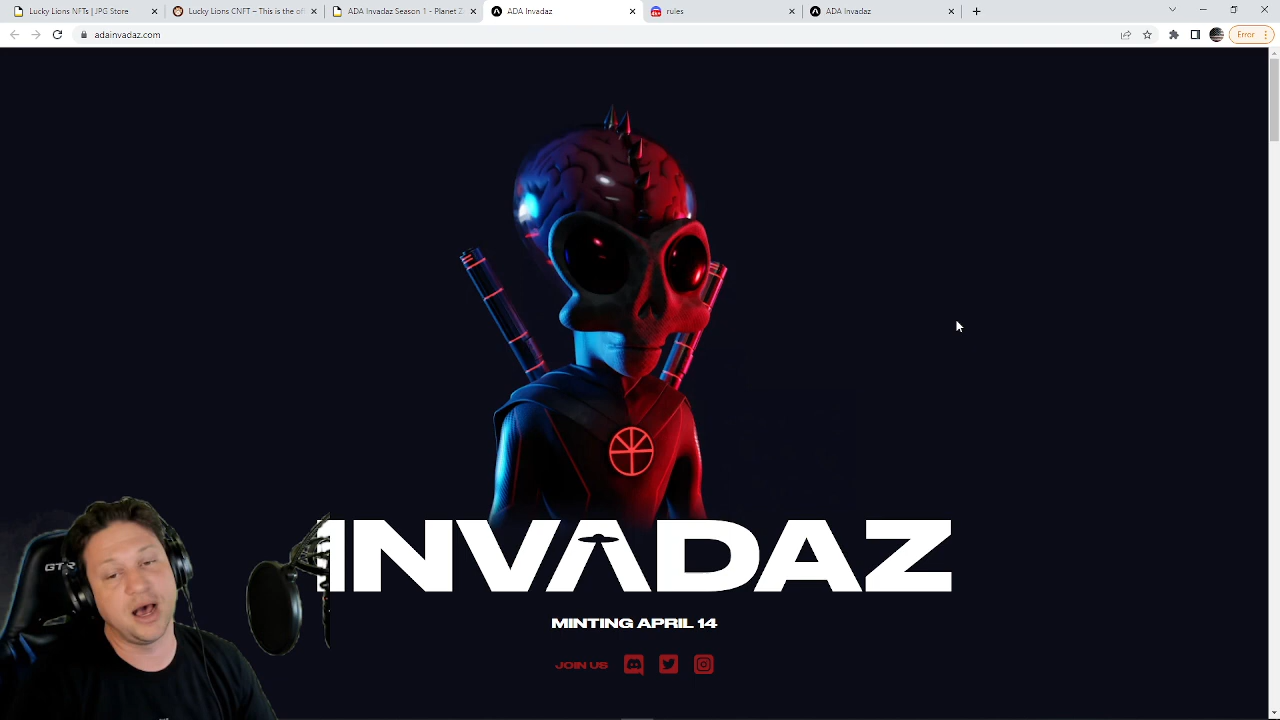 Lucky Lions NFTs | JPG Store
Lucky Lions CNFT - This is the of
ADA Invadaz Season 1 - Planet Z
ADA Invadaz
rules
ADA Invadaz
adainvadaz.com
Error
GTR
INVADAZ
MINTING APRIL 14
JOIN US